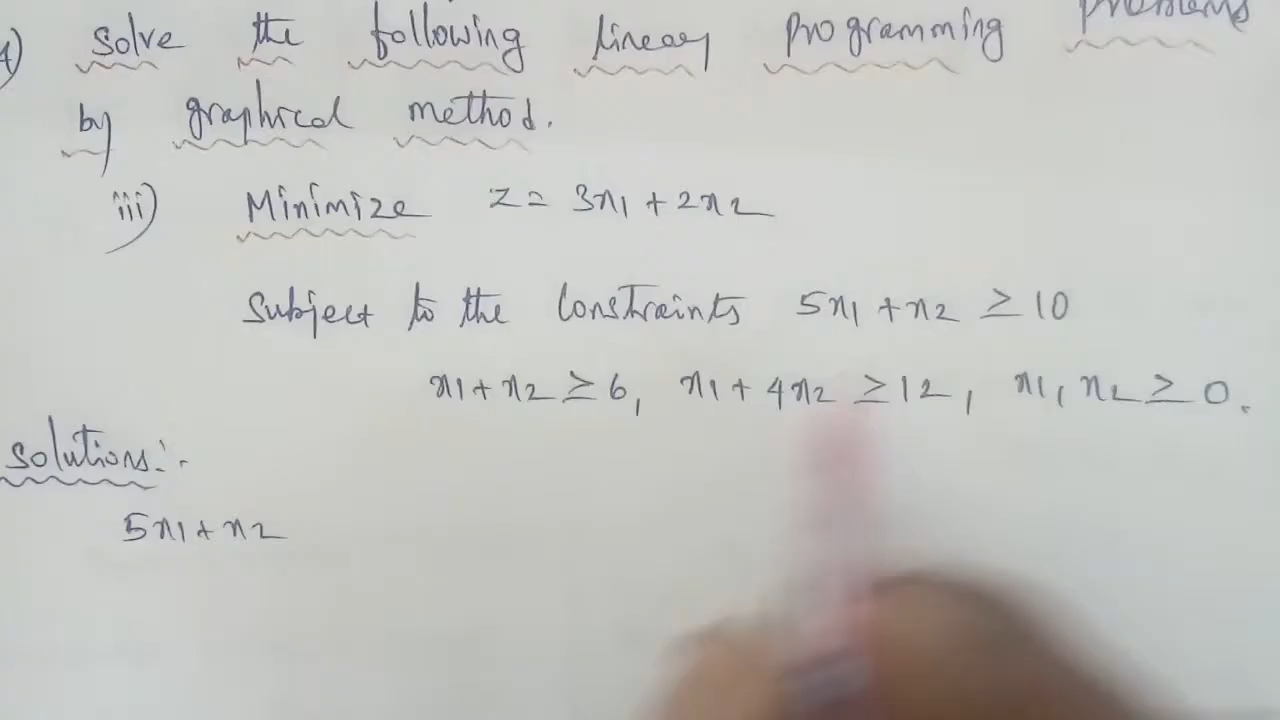 4) Solve the following linear programming problems
by graphical method.
iii) Minimize z = 3x1 + 2x2
Subject to the constraints 5x1 + x2 ≥ 10
x1 + x2 ≥ 6, x1 + 4x2 ≥ 12, x1, x2 ≥ 0.
Solutions:-
5x1 + x2